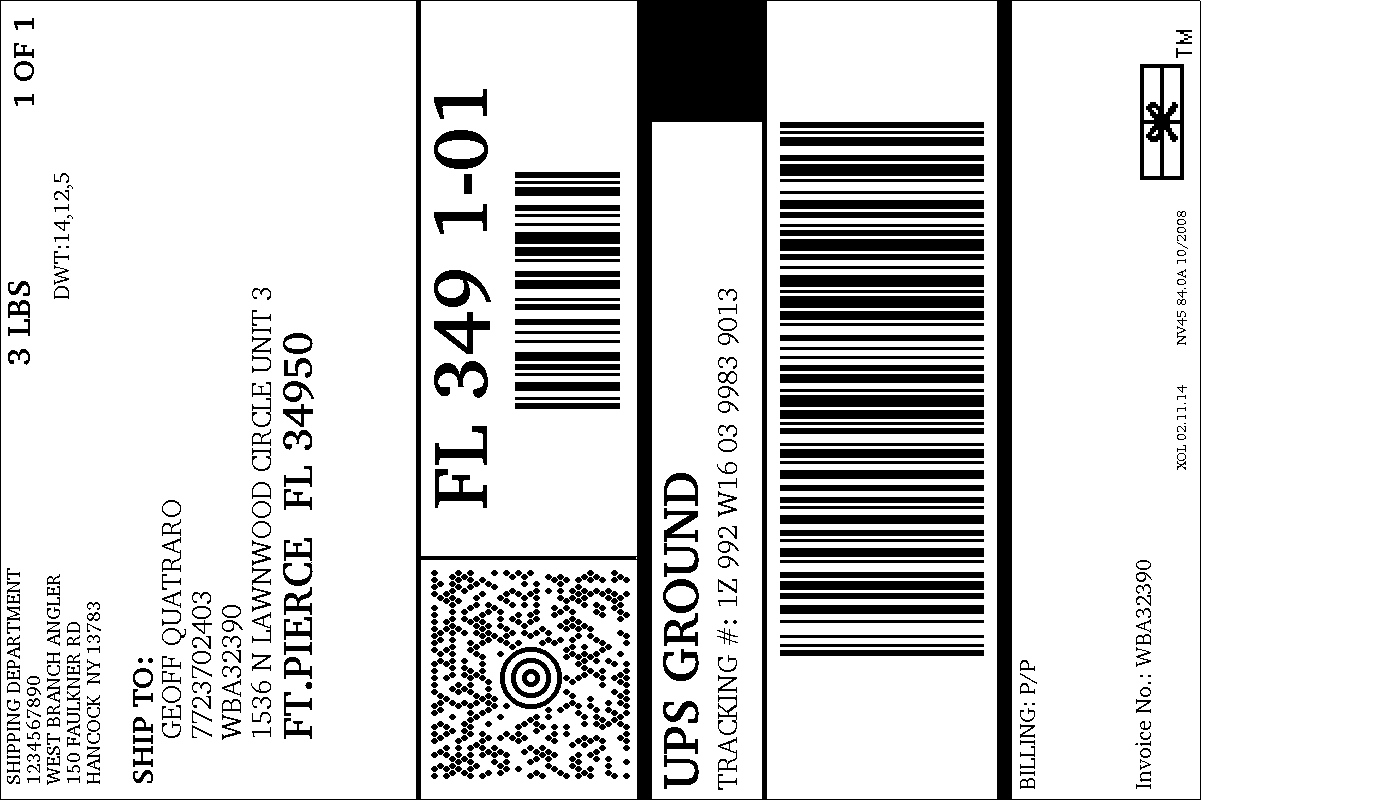 SHIPPING DEPARTMENT
1234567890
WEST BRANCH ANGLER
150 FAULKNER RD
HANCOCK NY 13783
3 LBS
1 OF 1
DWT:14,12,5
SHIP TO:
GEOFF QUATRARO
7723702403
WBA32390
1536 N LAWNWOOD CIRCLE UNIT 3
FT.PIERCE FL 34950
FL 349 1-01
UPS GROUND
TRACKING #: 1Z 992 W16 03 9983 9013
BILLING: P/P
Invoice No.: WBA32390
XOL 02.11.14 NV45 84.0A 10/2008
TM